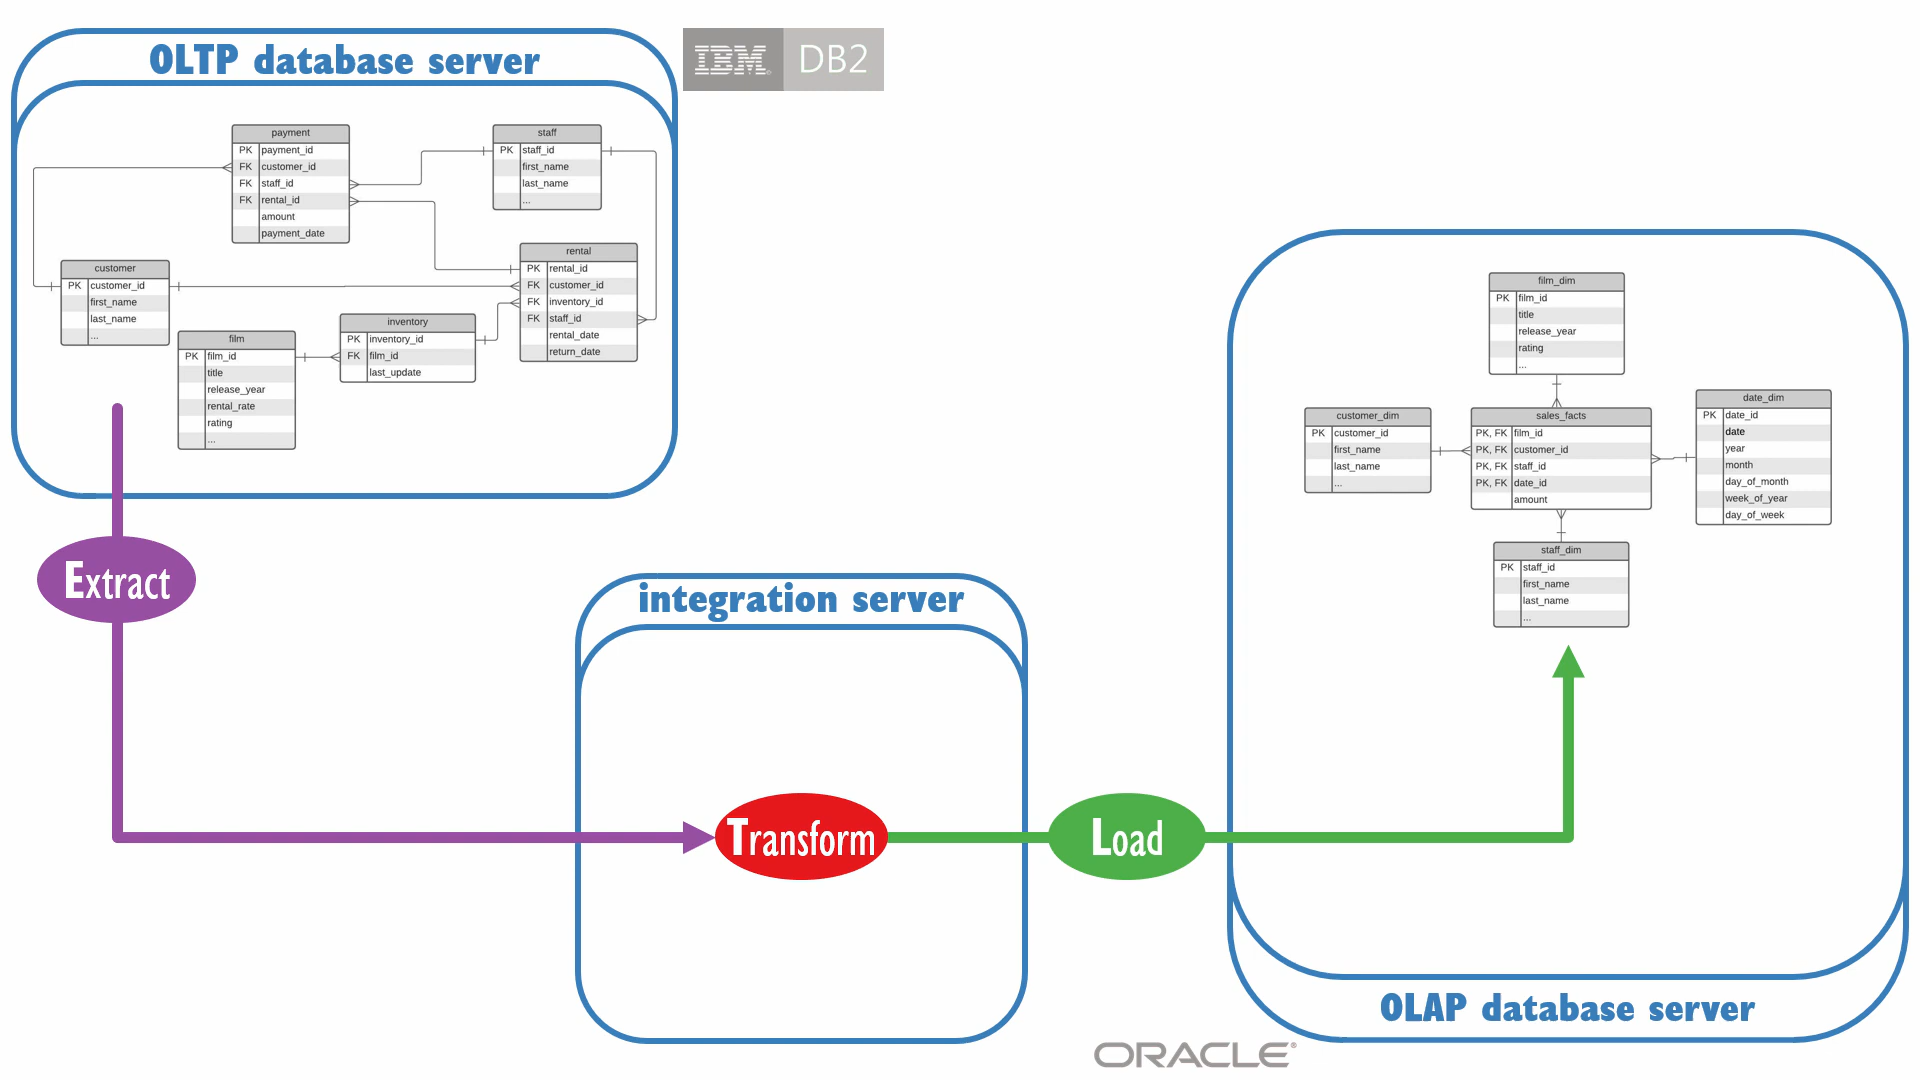 OLTP database server
IBM DB2
payment
PK payment_id
FK customer_id
FK staff_id
FK rental_id
amount
payment_date
staff
PK staff_id
first_name
last_name
...
rental
PK rental_id
FK customer_id
FK inventory_id
FK staff_id
rental_date
return_date
customer
PK customer_id
first_name
last_name
...
film
PK film_id
title
release_year
rental_rate
rating
...
inventory
PK inventory_id
FK film_id
last_update
Extract
integration server
Transform
Load
film_dim
PK film_id
title
release_year
rating
...
customer_dim
PK customer_id
first_name
last_name
...
sales_facts
PK, FK film_id
PK, FK customer_id
PK, FK staff_id
PK, FK date_id
amount
date_dim
PK date_id
date
year
month
day_of_month
week_of_year
day_of_week
staff_dim
PK staff_id
first_name
last_name
...
OLAP database server
ORACLE®